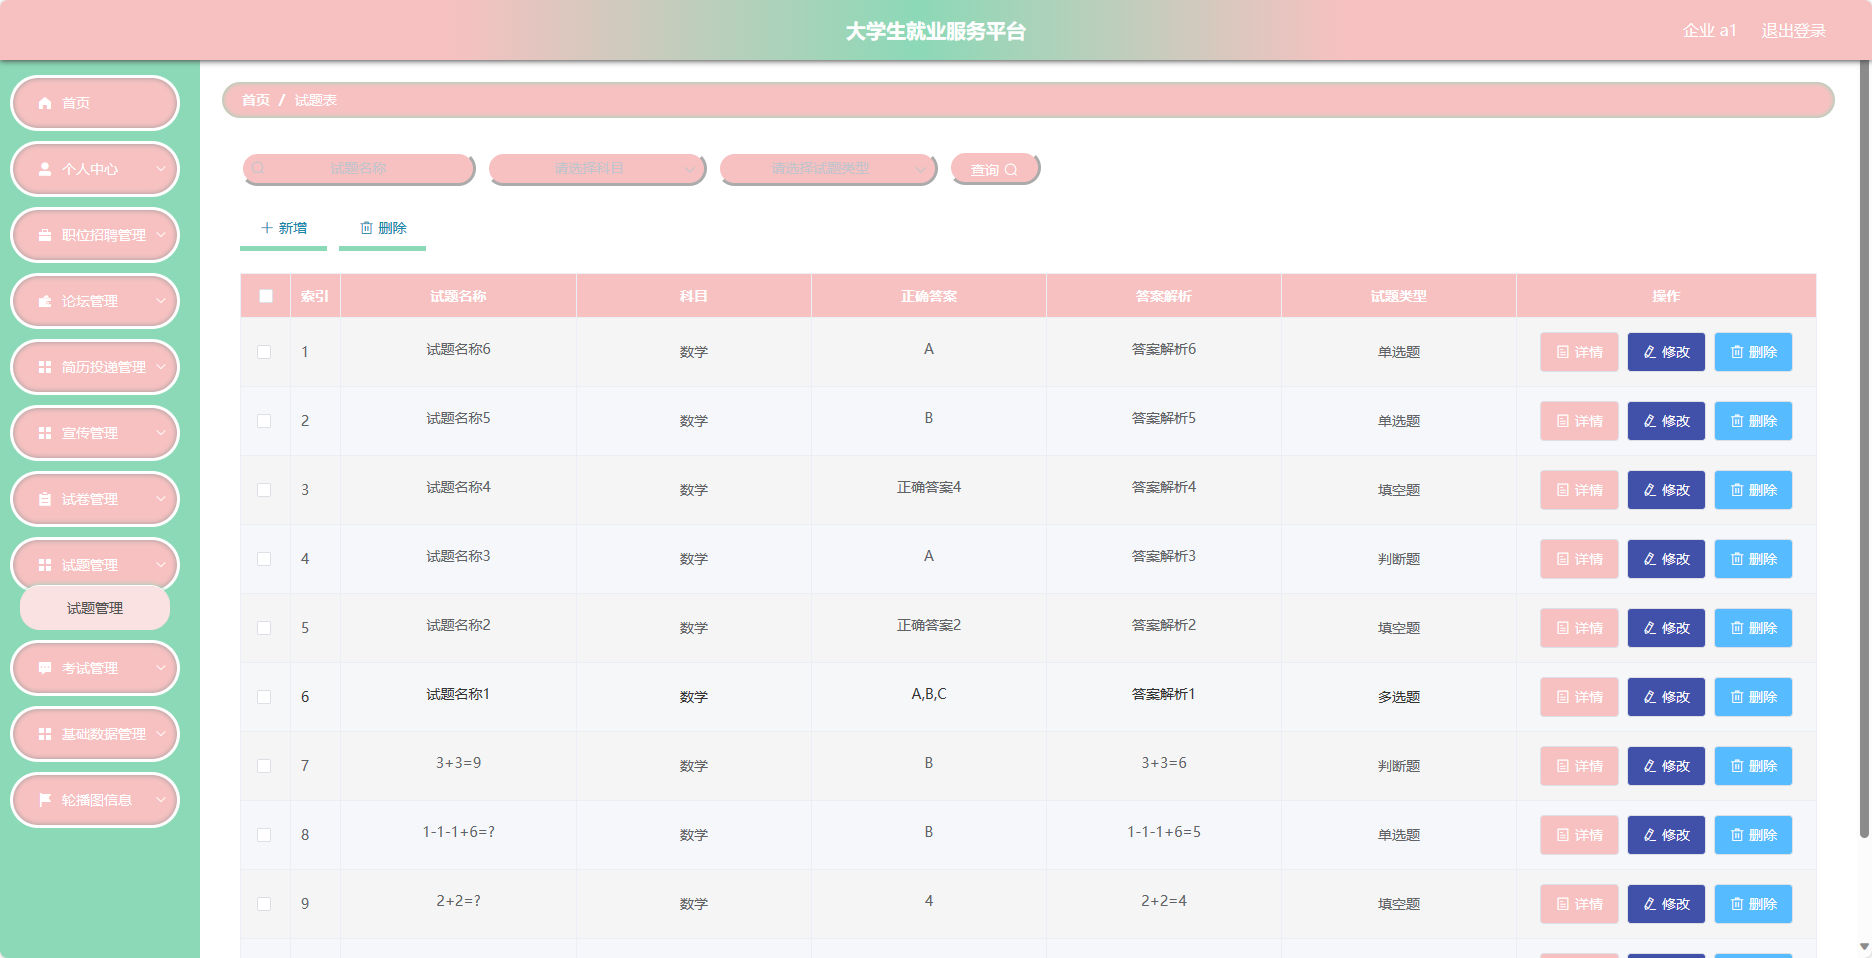 大学生就业服务平台
企业 a1 退出登录
首页
个人中心
职位招聘管理
论坛管理
简历投递管理
宣传管理
试卷管理
试题管理
试题管理
考试管理
基础数据管理
轮播图信息
首页 / 试题表
试题名称 请选择科目 请选择试题类型 查询
新增 删除
索引 试题名称 科目 正确答案 答案解析 试题类型 操作
1 试题名称6 数学 A 答案解析6 单选题 详情 修改 删除
2 试题名称5 数学 B 答案解析5 单选题 详情 修改 删除
3 试题名称4 数学 正确答案4 答案解析4 填空题 详情 修改 删除
4 试题名称3 数学 A 答案解析3 判断题 详情 修改 删除
5 试题名称2 数学 正确答案2 答案解析2 填空题 详情 修改 删除
6 试题名称1 数学 A,B,C 答案解析1 多选题 详情 修改 删除
7 3+3=9 数学 B 3+3=6 判断题 详情 修改 删除
8 1-1-1+6=? 数学 B 1-1-1+6=5 单选题 详情 修改 删除
9 2+2=? 数学 4 2+2=4 填空题 详情 修改 删除